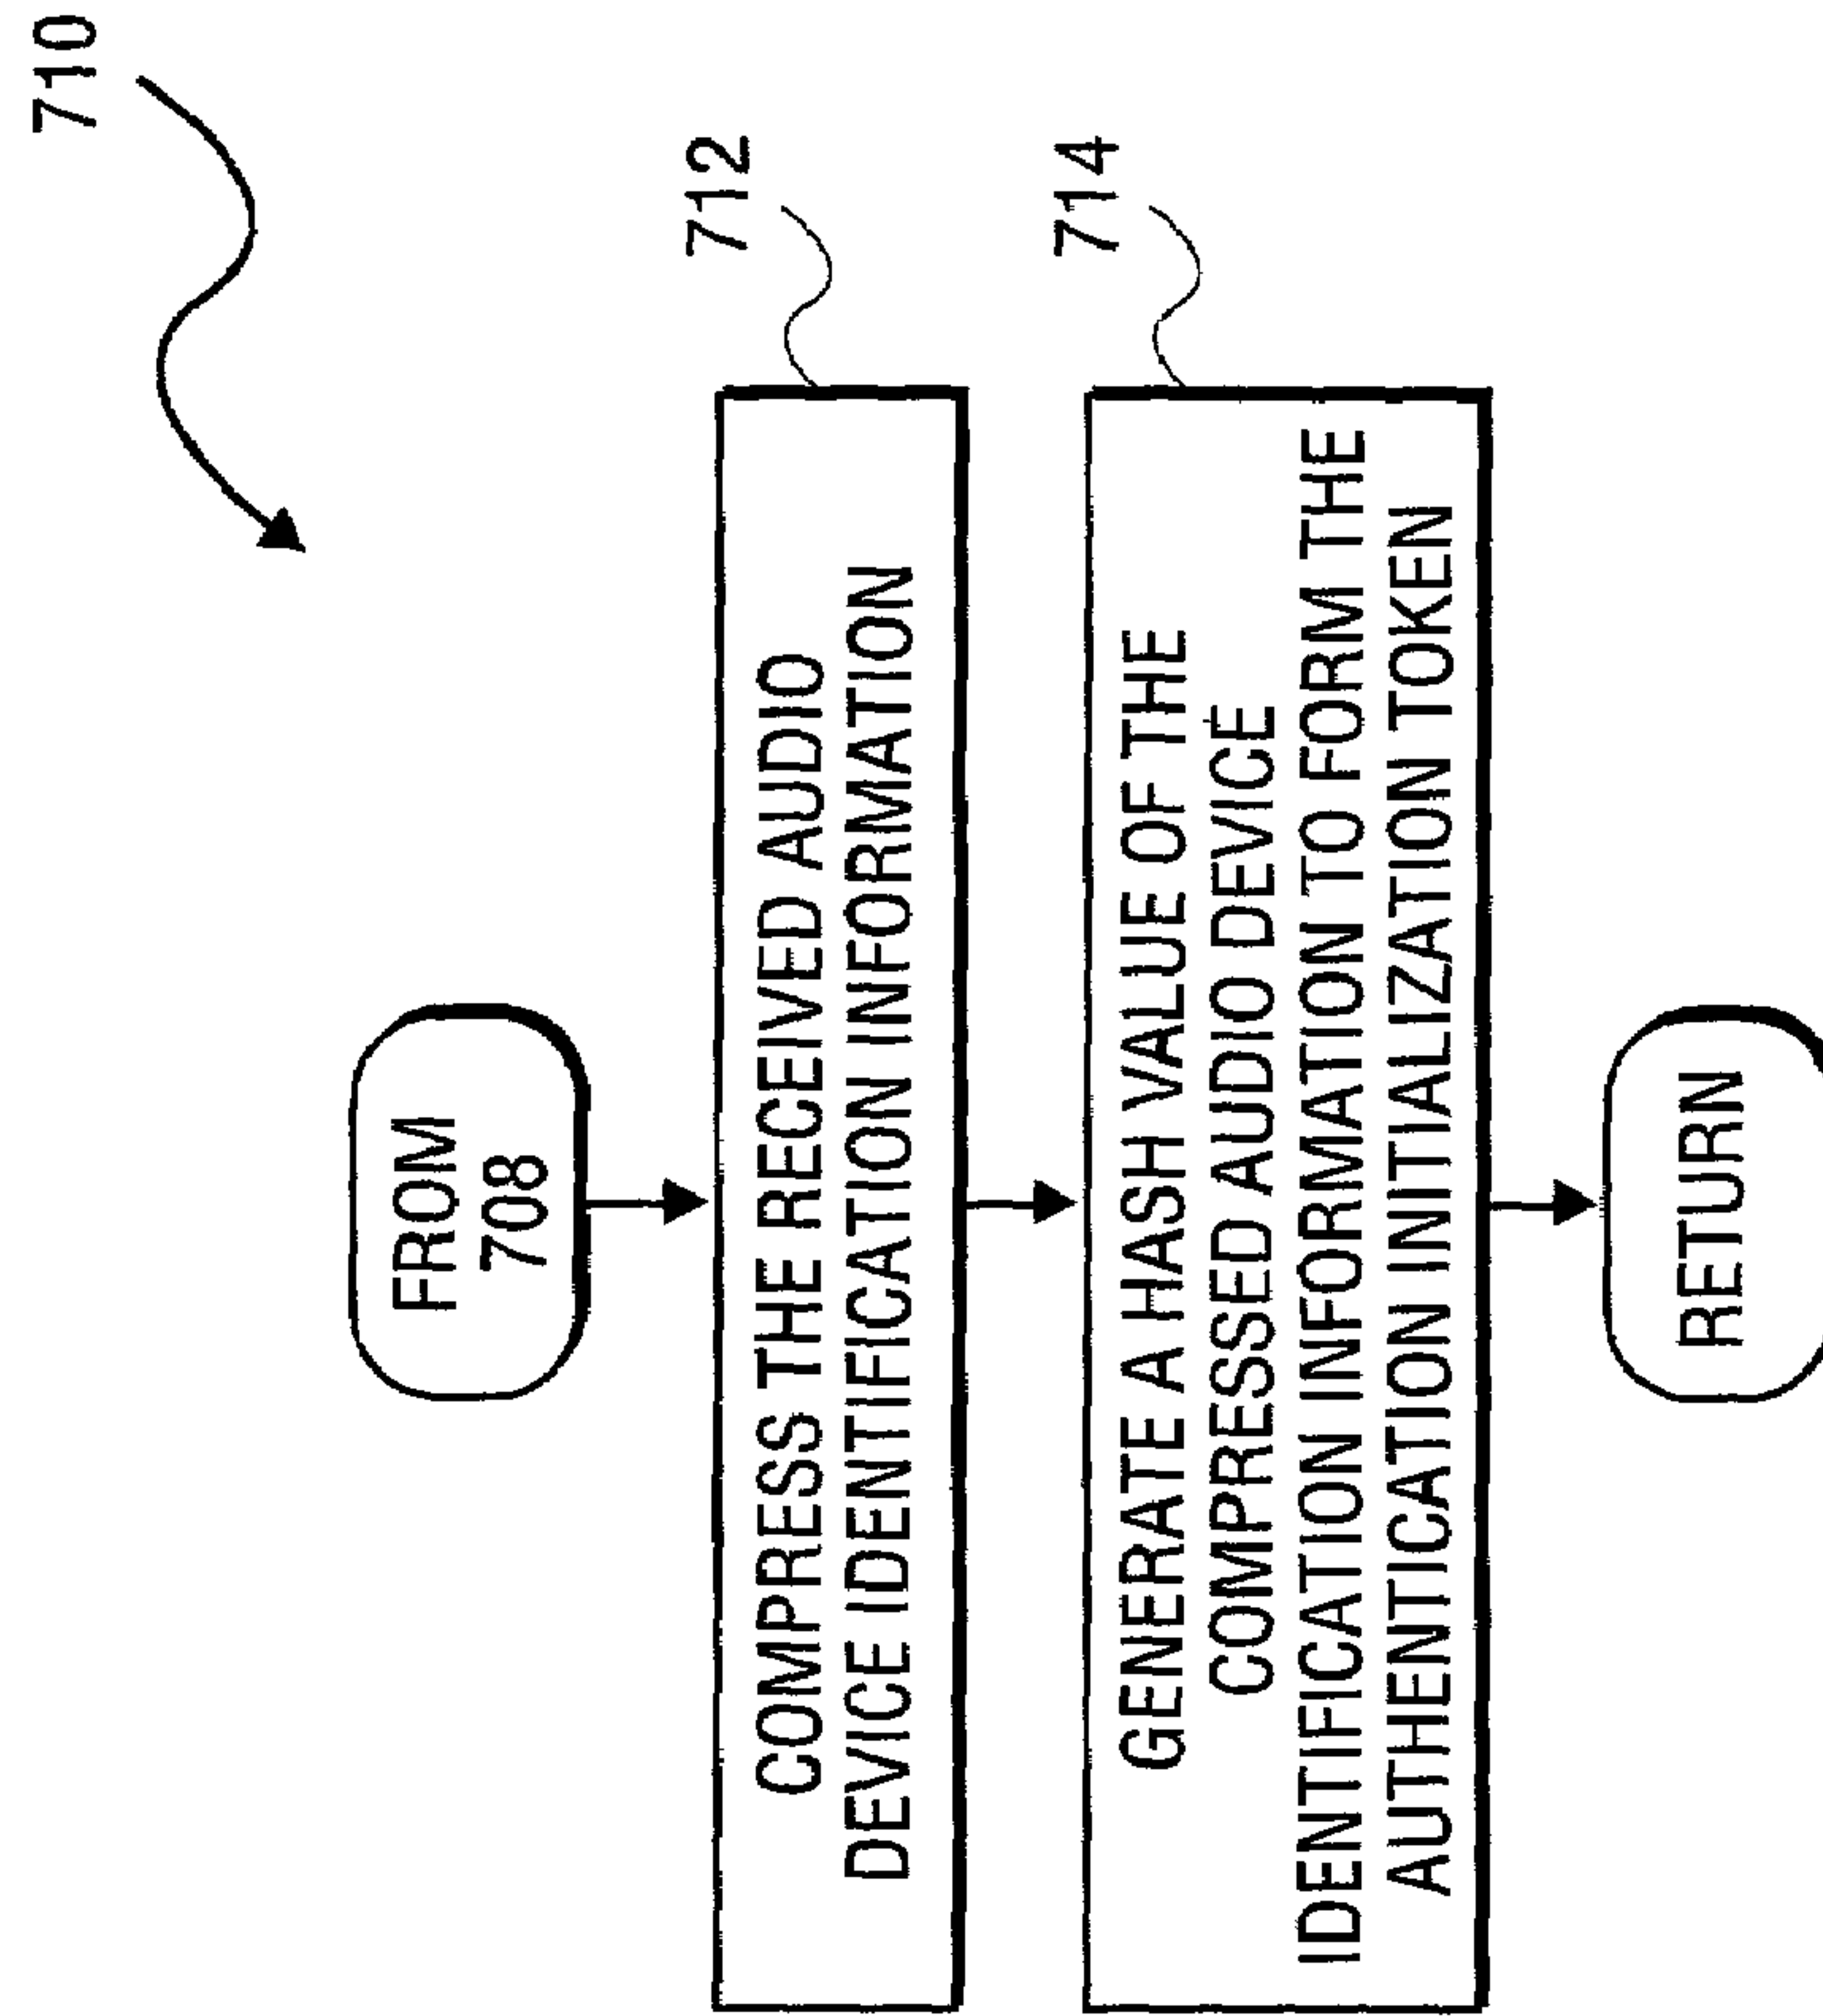 710
FROM
708
712
COMPRESS THE RECEIVED AUDIO
DEVICE IDENTIFICATION INFORMATION
714
GENERATE A HASH VALUE OF THE
COMPRESSED AUDIO DEVICE
IDENTIFICATION INFORMATION TO FORM THE
AUTHENTICATION INITIALIZATION TOKEN
RETURN